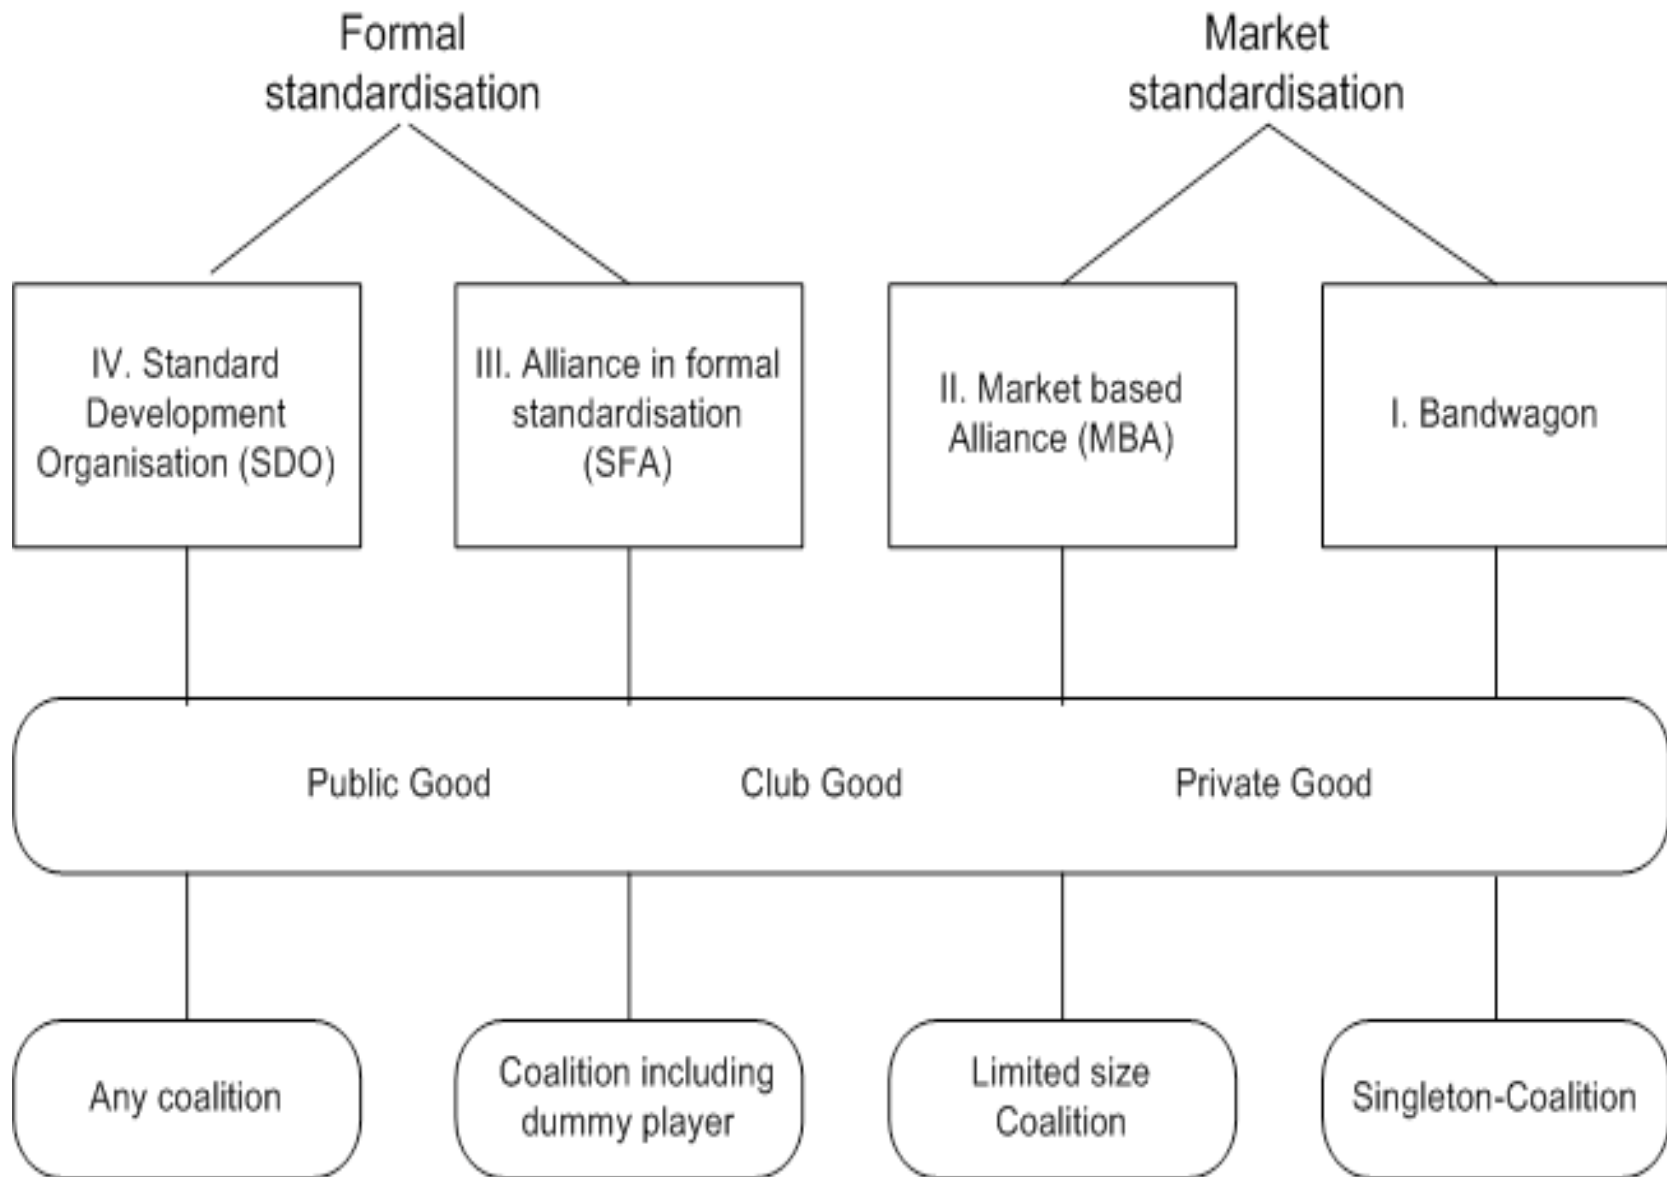 Formal
standardisation
Market
standardisation
IV. Standard
Development
Organisation (SDO)
III. Alliance in formal
standardisation
(SFA)
II. Market based
Alliance (MBA)
I. Bandwagon
Public Good
Club Good
Private Good
Any coalition
Coalition including
dummy player
Limited size
Coalition
Singleton-Coalition